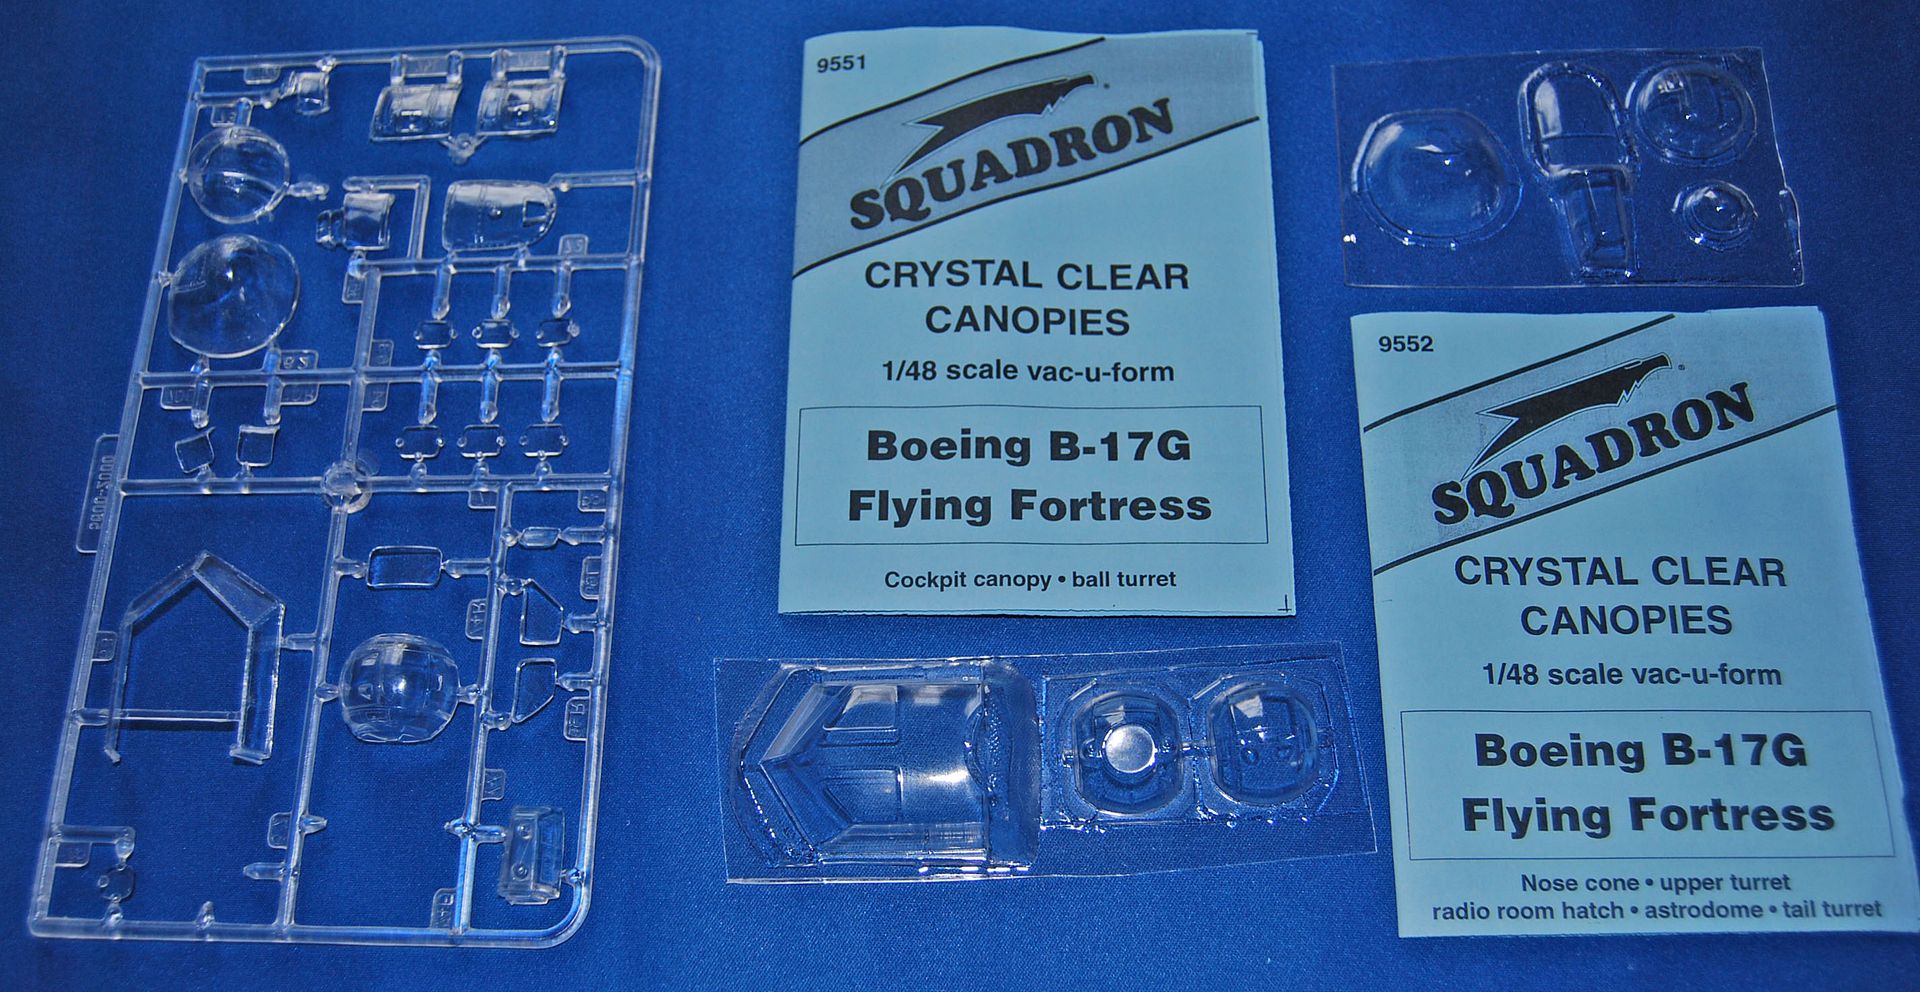 9551
SQUADRON
CRYSTAL CLEAR
CANOPIES
1/48 scale vac-u-form
Boeing B-17G
Flying Fortress
Cockpit canopy • ball turret
9552
SQUADRON
CRYSTAL CLEAR
CANOPIES
1/48 scale vac-u-form
Boeing B-17G
Flying Fortress
Nose cone • upper turret
radio room hatch • astrodome • tail turret